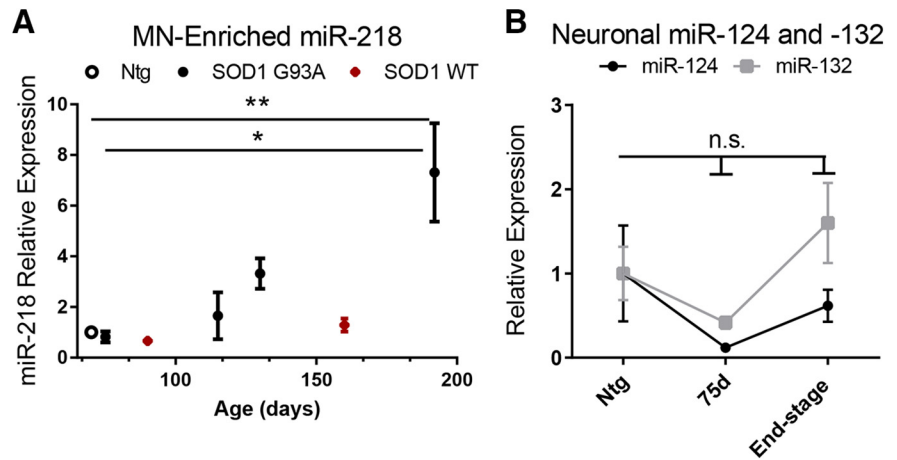 A
MN-Enriched miR-218
Ntg SOD1 G93A SOD1 WT
miR-218 Relative Expression
10
8
6
4
2
0
**
*
100 150 200
Age (days)
B
Neuronal miR-124 and -132
miR-124 miR-132
Relative Expression
3
2
1
0
n.s.
Ntg
75d
End-stage